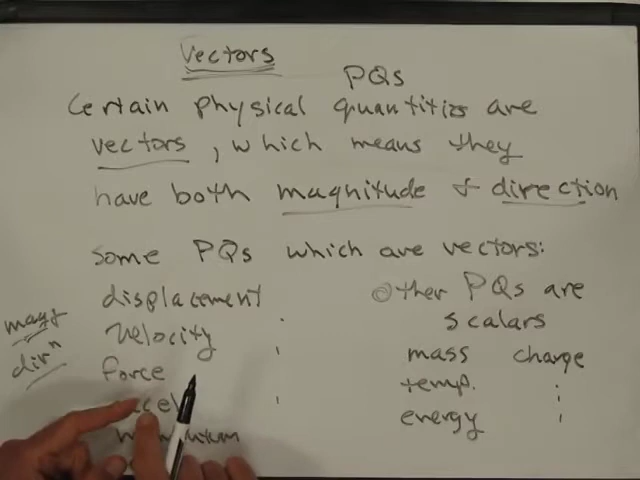 Vectors
PQs
Certain physical quantities are
vectors, which means they
have both magnitude & direction
Some PQs which are vectors:
displacement
velocity
force
magn &
dirⁿ
Other PQs are
scalars
mass charge
temp.
energy